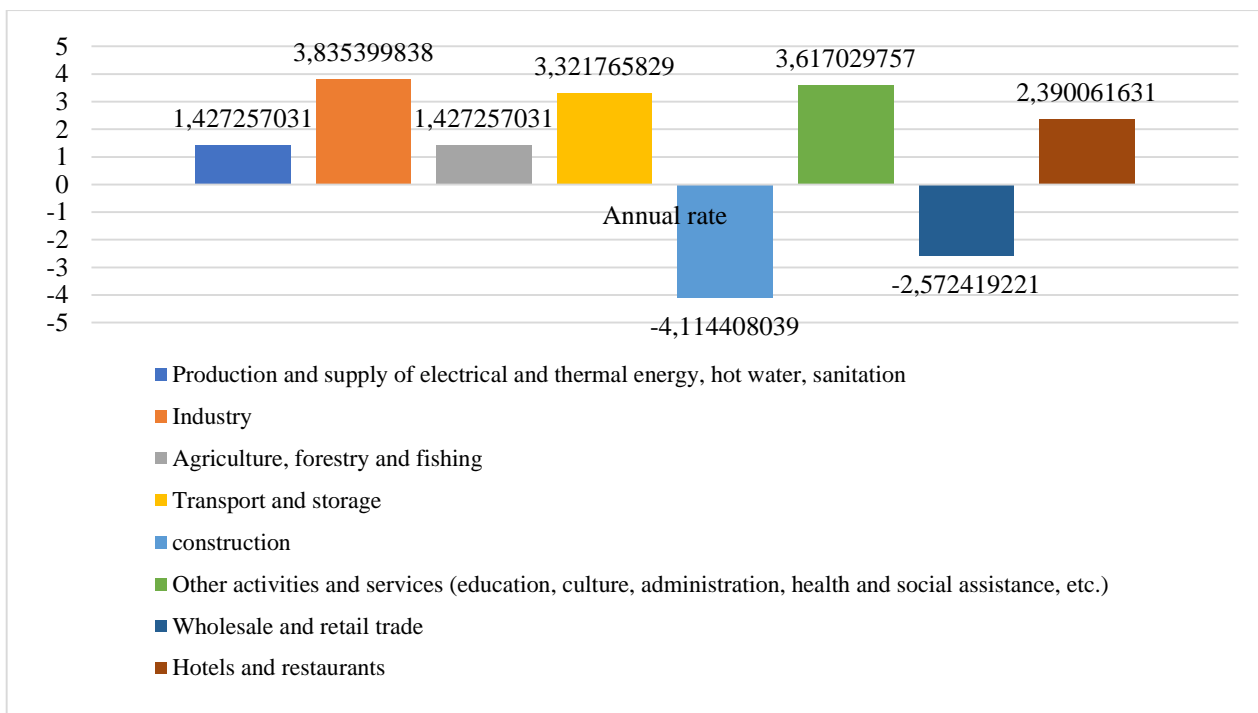 5
4
3
2
1
0
-1
-2
-3
-4
-5
1,427257031
3,835399838
1,427257031
3,321765829
-4,114408039
3,617029757
-2,572419221
2,390061631
Annual rate
Production and supply of electrical and thermal energy, hot water, sanitation
Industry
Agriculture, forestry and fishing
Transport and storage
construction
Other activities and services (education, culture, administration, health and social assistance, etc.)
Wholesale and retail trade
Hotels and restaurants